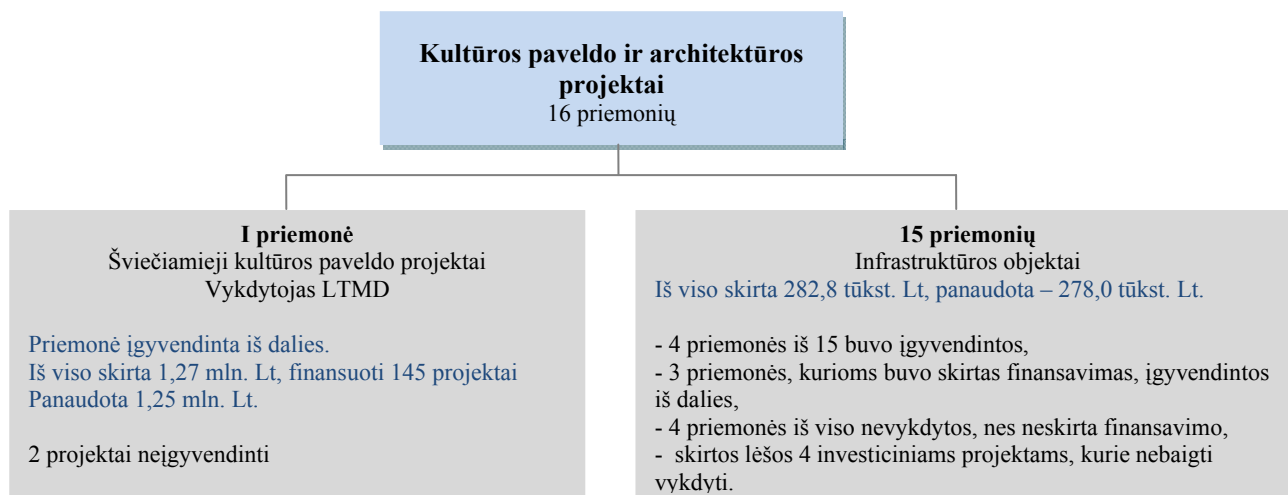 Kultūros paveldo ir architektūros
projektai
16 priemonių
I priemonė
Šviečiamieji kultūros paveldo projektai
Vykdytojas LTMD
Priemonė įgyvendinta iš dalies.
Iš viso skirta 1,27 mln. Lt, finansuoti 145 projektai
Panaudota 1,25 mln. Lt.
2 projektai neįgyvendinti
15 priemonių
Infrastruktūros objektai
Iš viso skirta 282,8 tūkst. Lt, panaudota – 278,0 tūkst. Lt.
- 4 priemonės iš 15 buvo įgyvendintos,
- 3 priemonės, kurioms buvo skirtas finansavimas, įgyvendintos
iš dalies,
- 4 priemonės iš viso nevykdytos, nes neskirta finansavimo,
- skirtos lėšos 4 investiciniams projektams, kurie nebaigti
vykdyti.